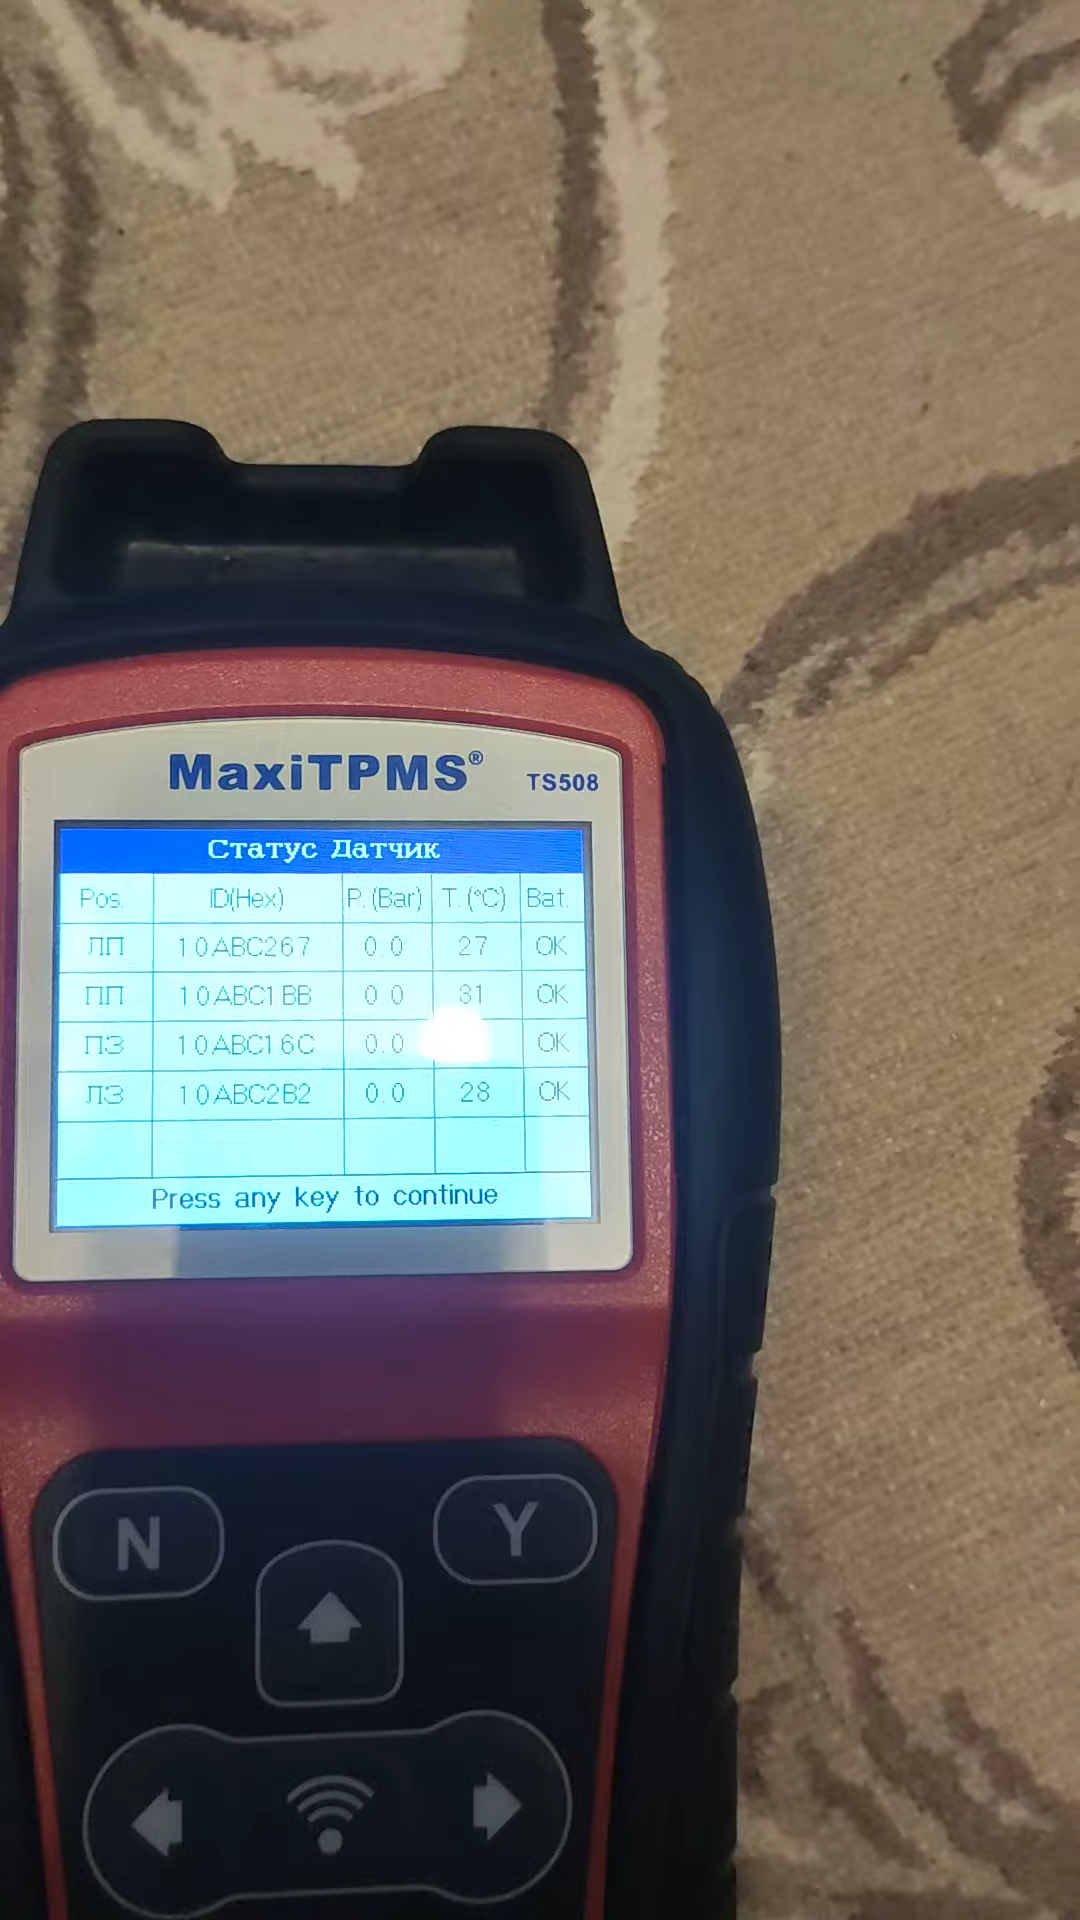 MaxiTPMS® TS508
Статус Датчик
Pos. ID(Hex) P.(Bar) T.(°C) Bat.
ЛП 10ABC267 0.0 27 OK
ПП 10ABC1BB 0.0 31 OK
ПЗ 10ABC16C 0.0 OK
ЛЗ 10ABC2B2 0.0 28 OK
Press any key to continue
N Y